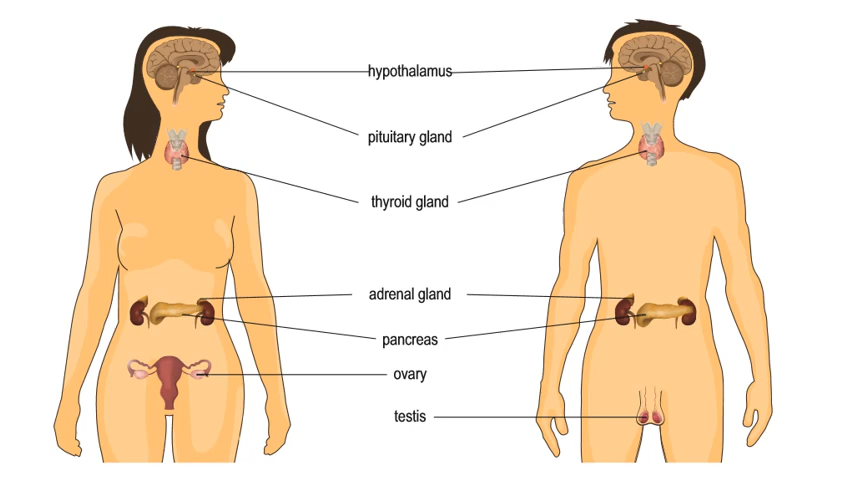 hypothalamus
pituitary gland
thyroid gland
adrenal gland
pancreas
ovary
testis